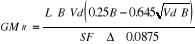 GM R = L B Vd(0.25B − 0.645√Vd B) / SF Δ 0.0875